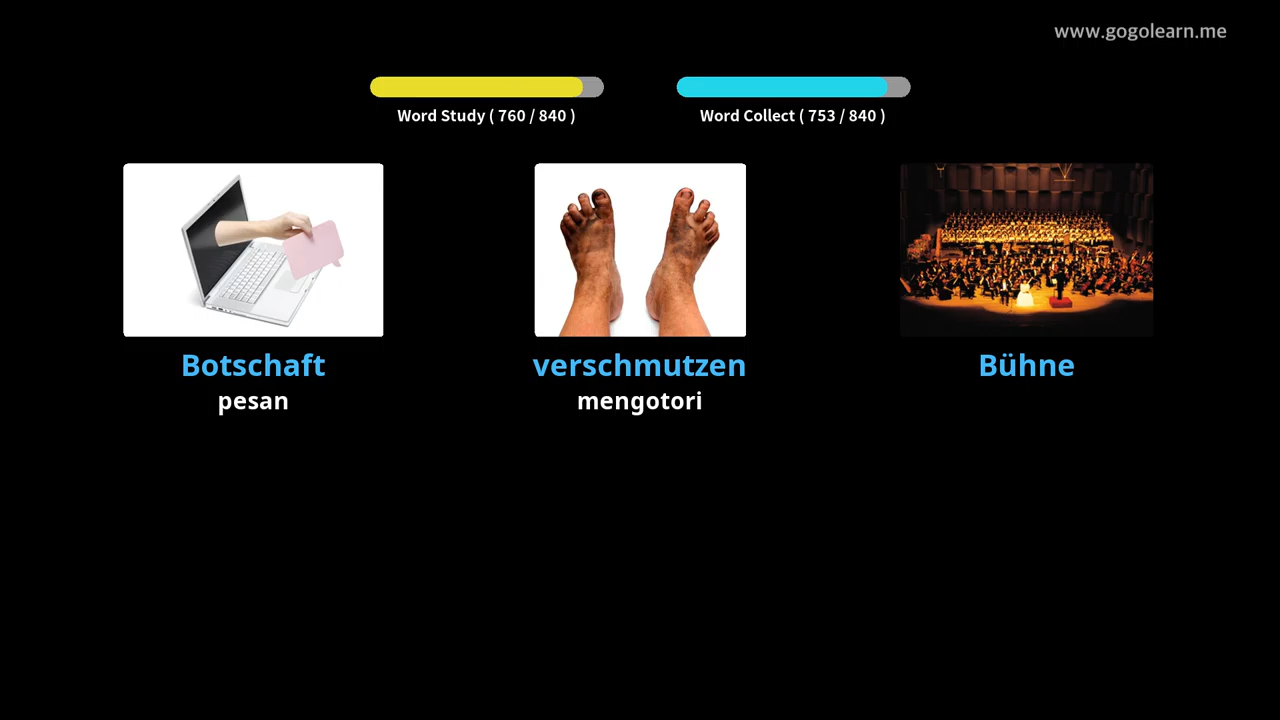 www.gogolearn.me
Word Study ( 760 / 840 )
Word Collect ( 753 / 840 )
Botschaft
pesan
verschmutzen
mengotori
Bühne